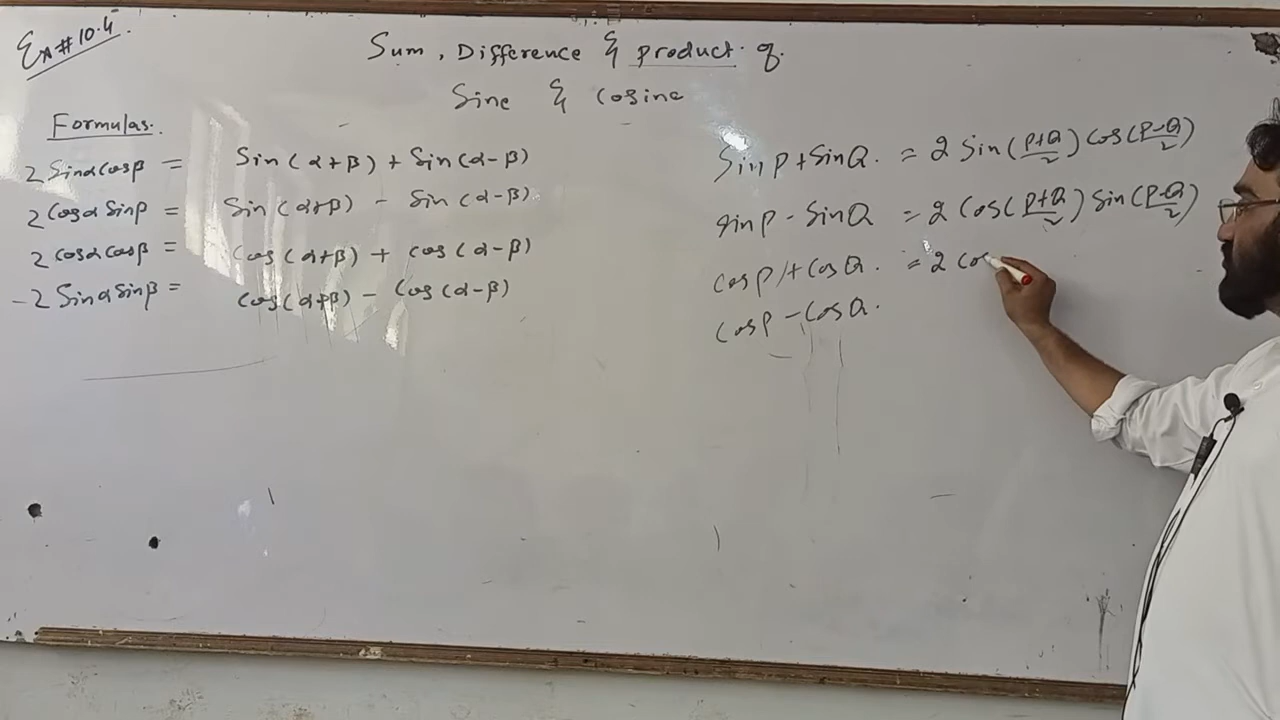 Ex#10.4.
Sum, Difference & product of
Sine & Cosine
Formulas.
2 Sinα Cosβ = Sin(α+β) + Sin(α-β)
2 Cosα Sinβ = Sin(α+β) - Sin(α-β)
2 Cosα Cosβ = Cos(α+β) + Cos(α-β)
-2 Sinα Sinβ = Cos(α+β) - Cos(α-β)
Sin P + Sin Q. = 2 Sin(P+Q/2) Cos(P-Q/2)
Sin P - Sin Q = 2 Cos(P+Q/2) Sin(P-Q/2)
Cos P + Cos Q. = 2 Cos
Cos P - Cos Q.